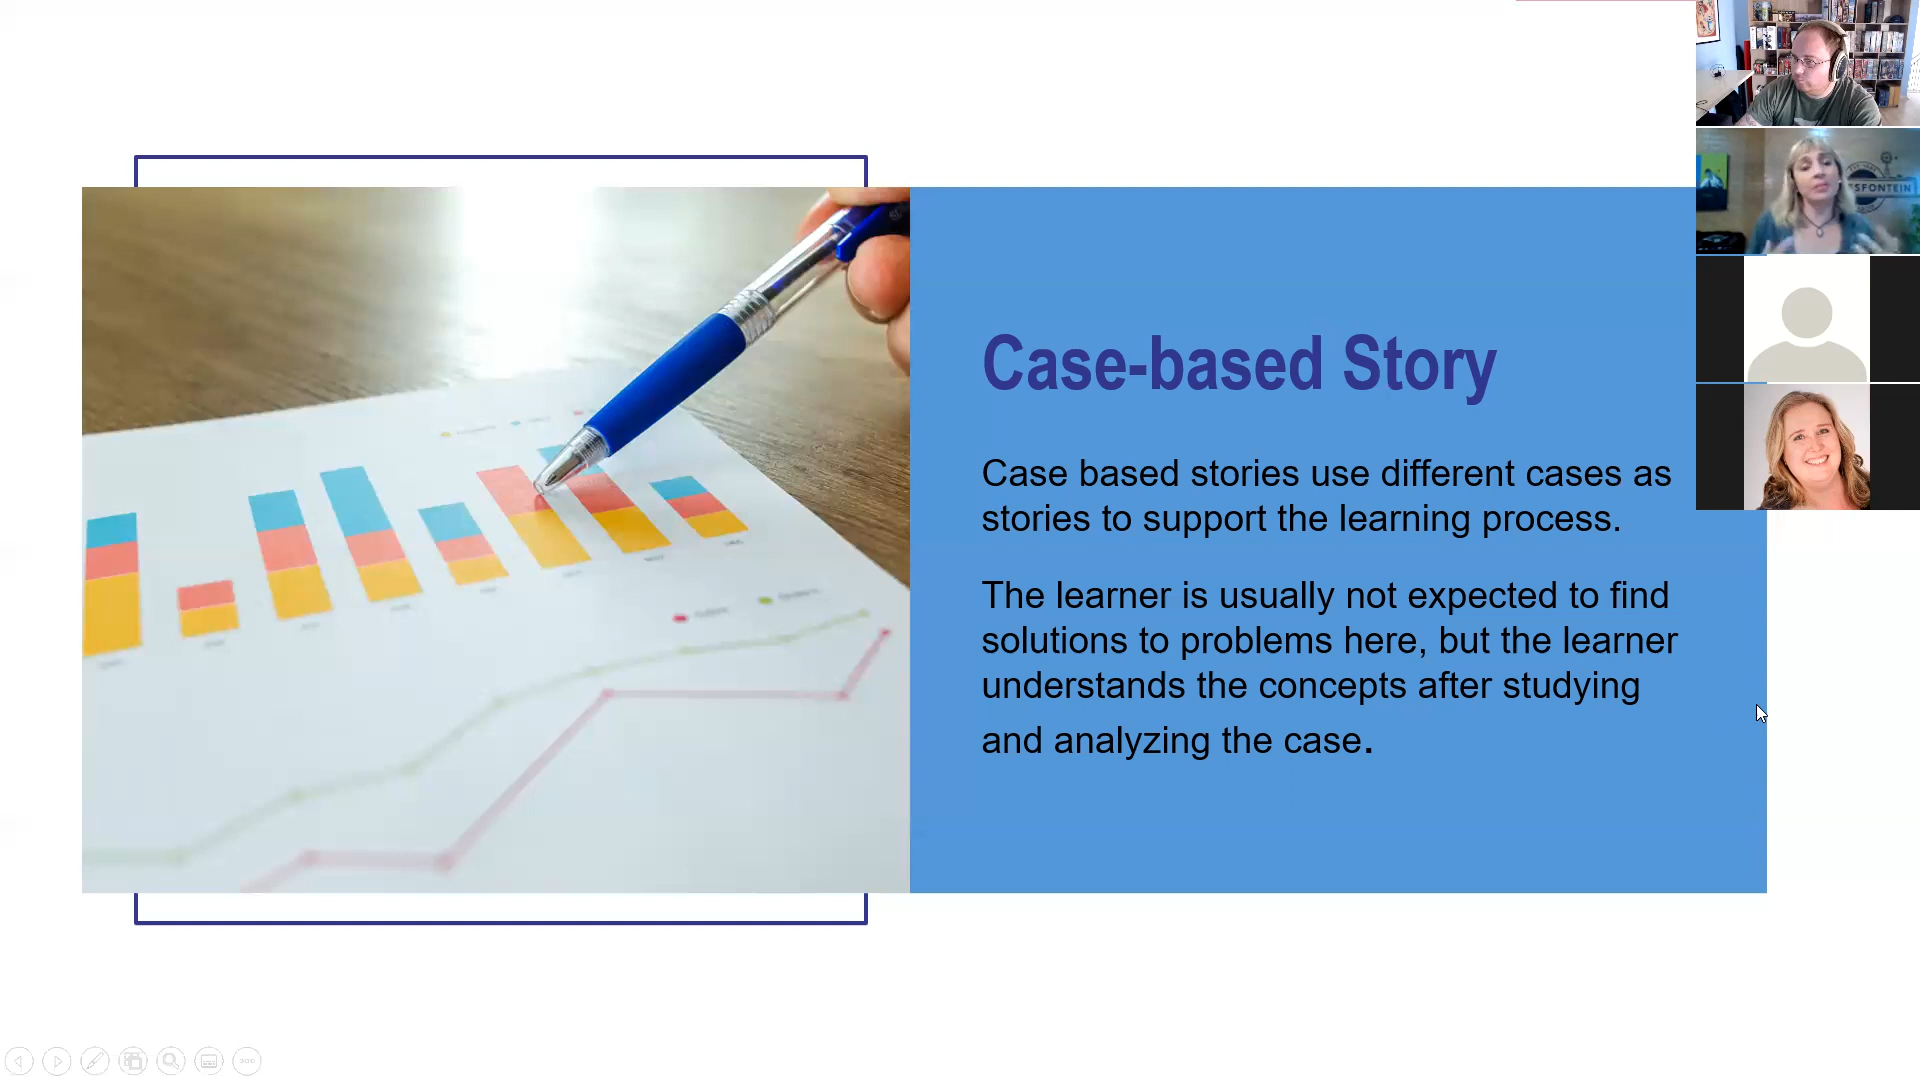 SFONTEIN
Case-based Story
Case based stories use different cases as
stories to support the learning process.
The learner is usually not expected to find
solutions to problems here, but the learner
understands the concepts after studying
and analyzing the case.